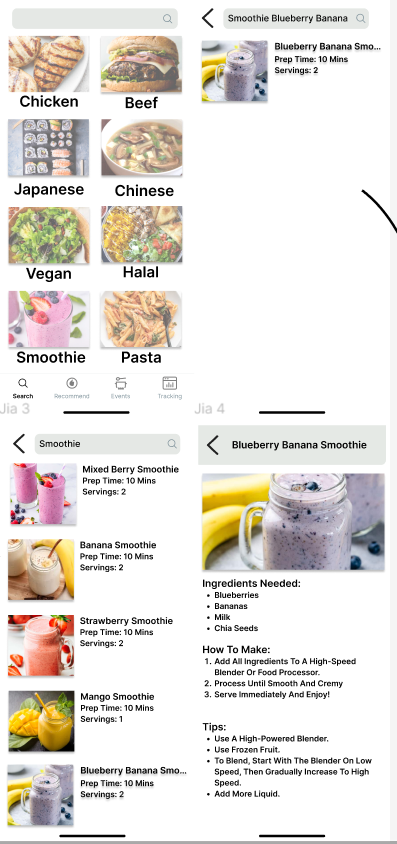 Chicken
Beef
Japanese
Chinese
Vegan
Halal
Smoothie
Pasta
Search
Recommend
Events
Tracking
Smoothie Blueberry Banana
Blueberry Banana Smo...
Prep Time: 10 Mins
Servings: 2
Jia 3
Smoothie
Mixed Berry Smoothie
Prep Time: 10 Mins
Servings: 2
Banana Smoothie
Prep Time: 10 Mins
Servings: 2
Strawberry Smoothie
Prep Time: 10 Mins
Servings: 2
Mango Smoothie
Prep Time: 10 Mins
Servings: 1
Blueberry Banana Smo...
Prep Time: 10 Mins
Servings: 2
Jia 4
Blueberry Banana Smoothie
Ingredients Needed:
• Blueberries
• Bananas
• Milk
• Chia Seeds
How To Make:
1. Add All Ingredients To A High-Speed
Blender Or Food Processor.
2. Process Until Smooth And Cremy
3. Serve Immediately And Enjoy!
Tips:
• Use A High-Powered Blender.
• Use Frozen Fruit.
• To Blend, Start With The Blender On Low
Speed, Then Gradually Increase To High
Speed.
• Add More Liquid.